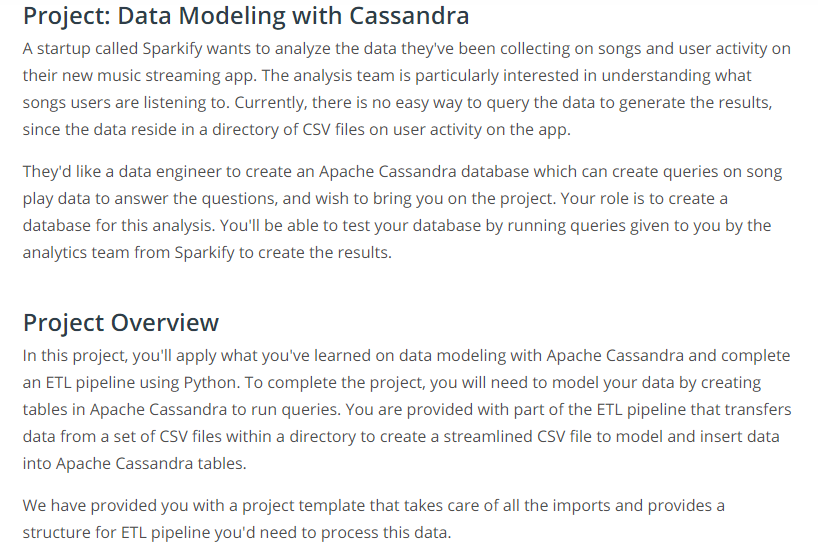 Project: Data Modeling with Cassandra
A startup called Sparkify wants to analyze the data they've been collecting on songs and user activity on
their new music streaming app. The analysis team is particularly interested in understanding what
songs users are listening to. Currently, there is no easy way to query the data to generate the results,
since the data reside in a directory of CSV files on user activity on the app.
They'd like a data engineer to create an Apache Cassandra database which can create queries on song
play data to answer the questions, and wish to bring you on the project. Your role is to create a
database for this analysis. You'll be able to test your database by running queries given to you by the
analytics team from Sparkify to create the results.
Project Overview
In this project, you'll apply what you've learned on data modeling with Apache Cassandra and complete
an ETL pipeline using Python. To complete the project, you will need to model your data by creating
tables in Apache Cassandra to run queries. You are provided with part of the ETL pipeline that transfers
data from a set of CSV files within a directory to create a streamlined CSV file to model and insert data
into Apache Cassandra tables.
We have provided you with a project template that takes care of all the imports and provides a
structure for ETL pipeline you'd need to process this data.